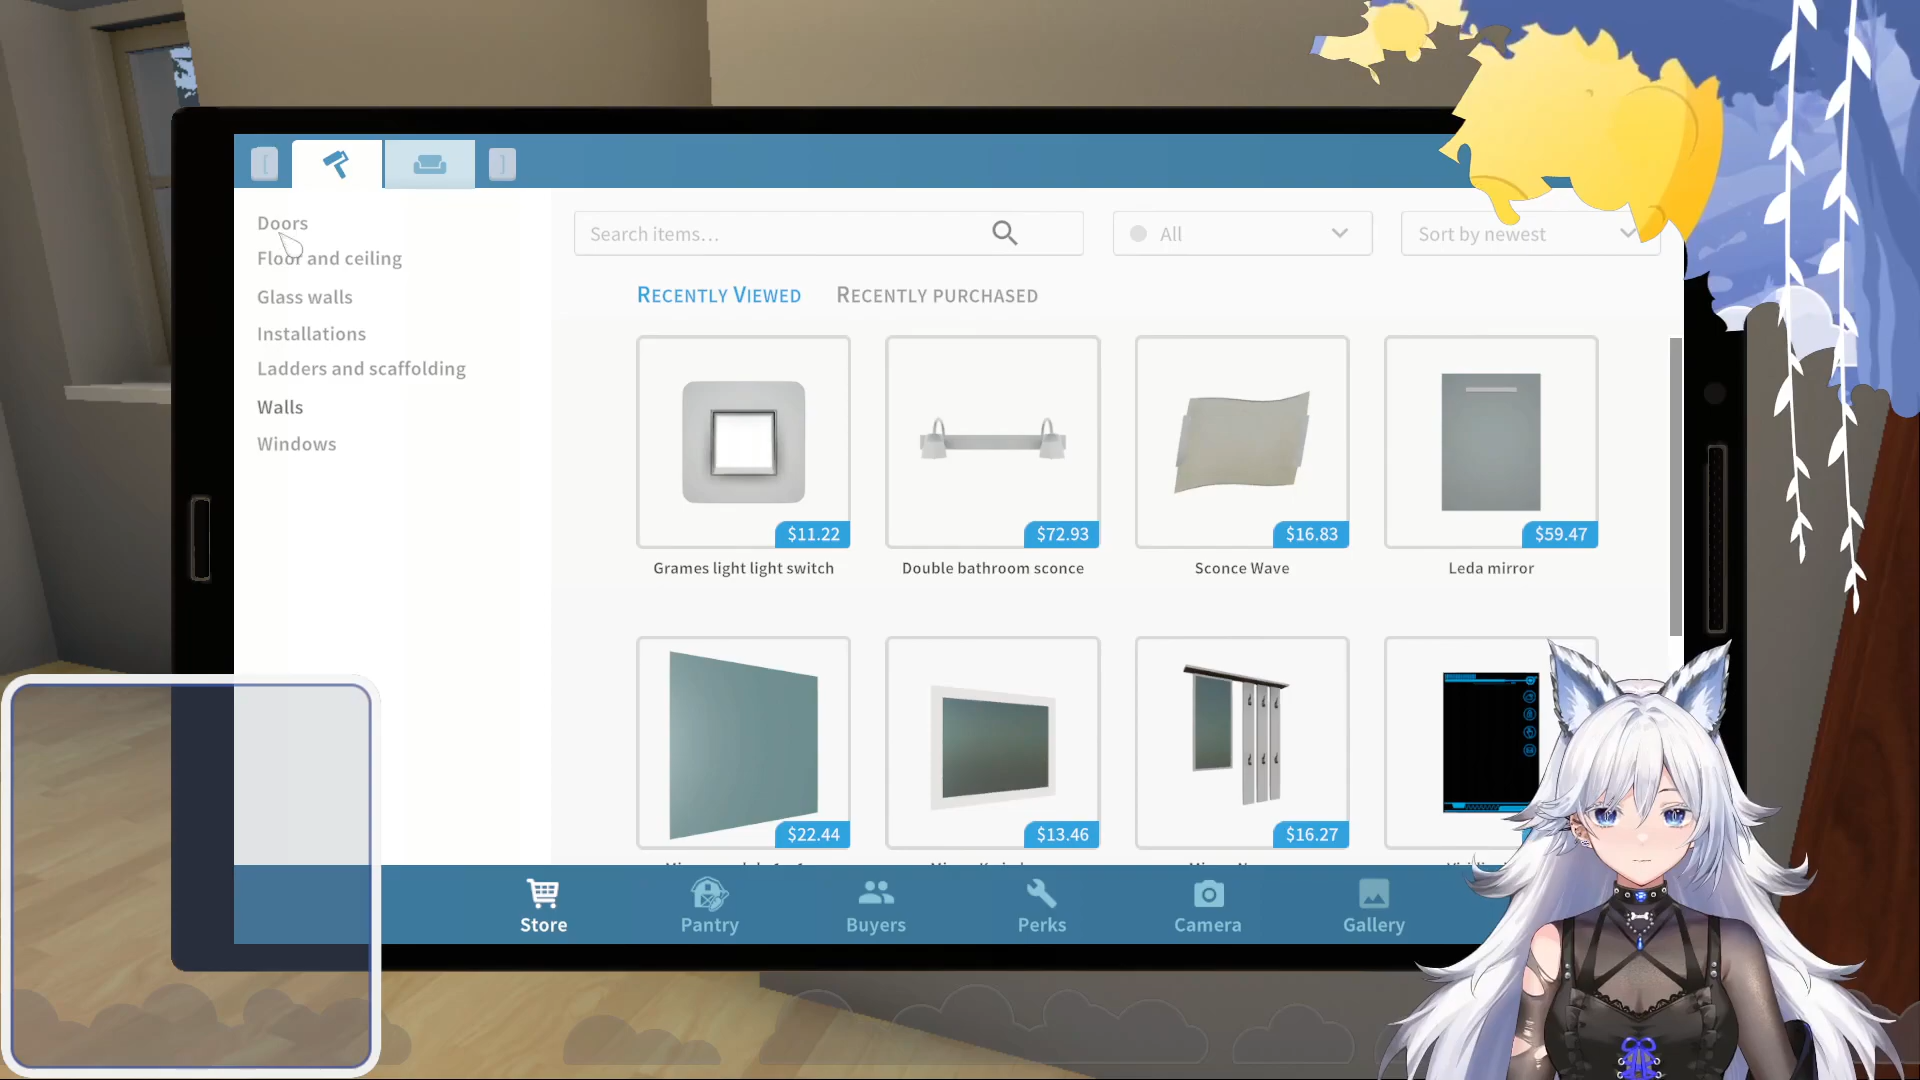 [
]
Doors
Floor and ceiling
Glass walls
Installations
Ladders and scaffolding
Walls
Windows
Search items...
All
Sort by newest
RECENTLY VIEWED
RECENTLY PURCHASED
$11.22
$72.93
$16.83
$59.47
Grames light light switch
Double bathroom sconce
Sconce Wave
Leda mirror
$22.44
$13.46
$16.27
Store
Pantry
Buyers
Perks
Camera
Gallery